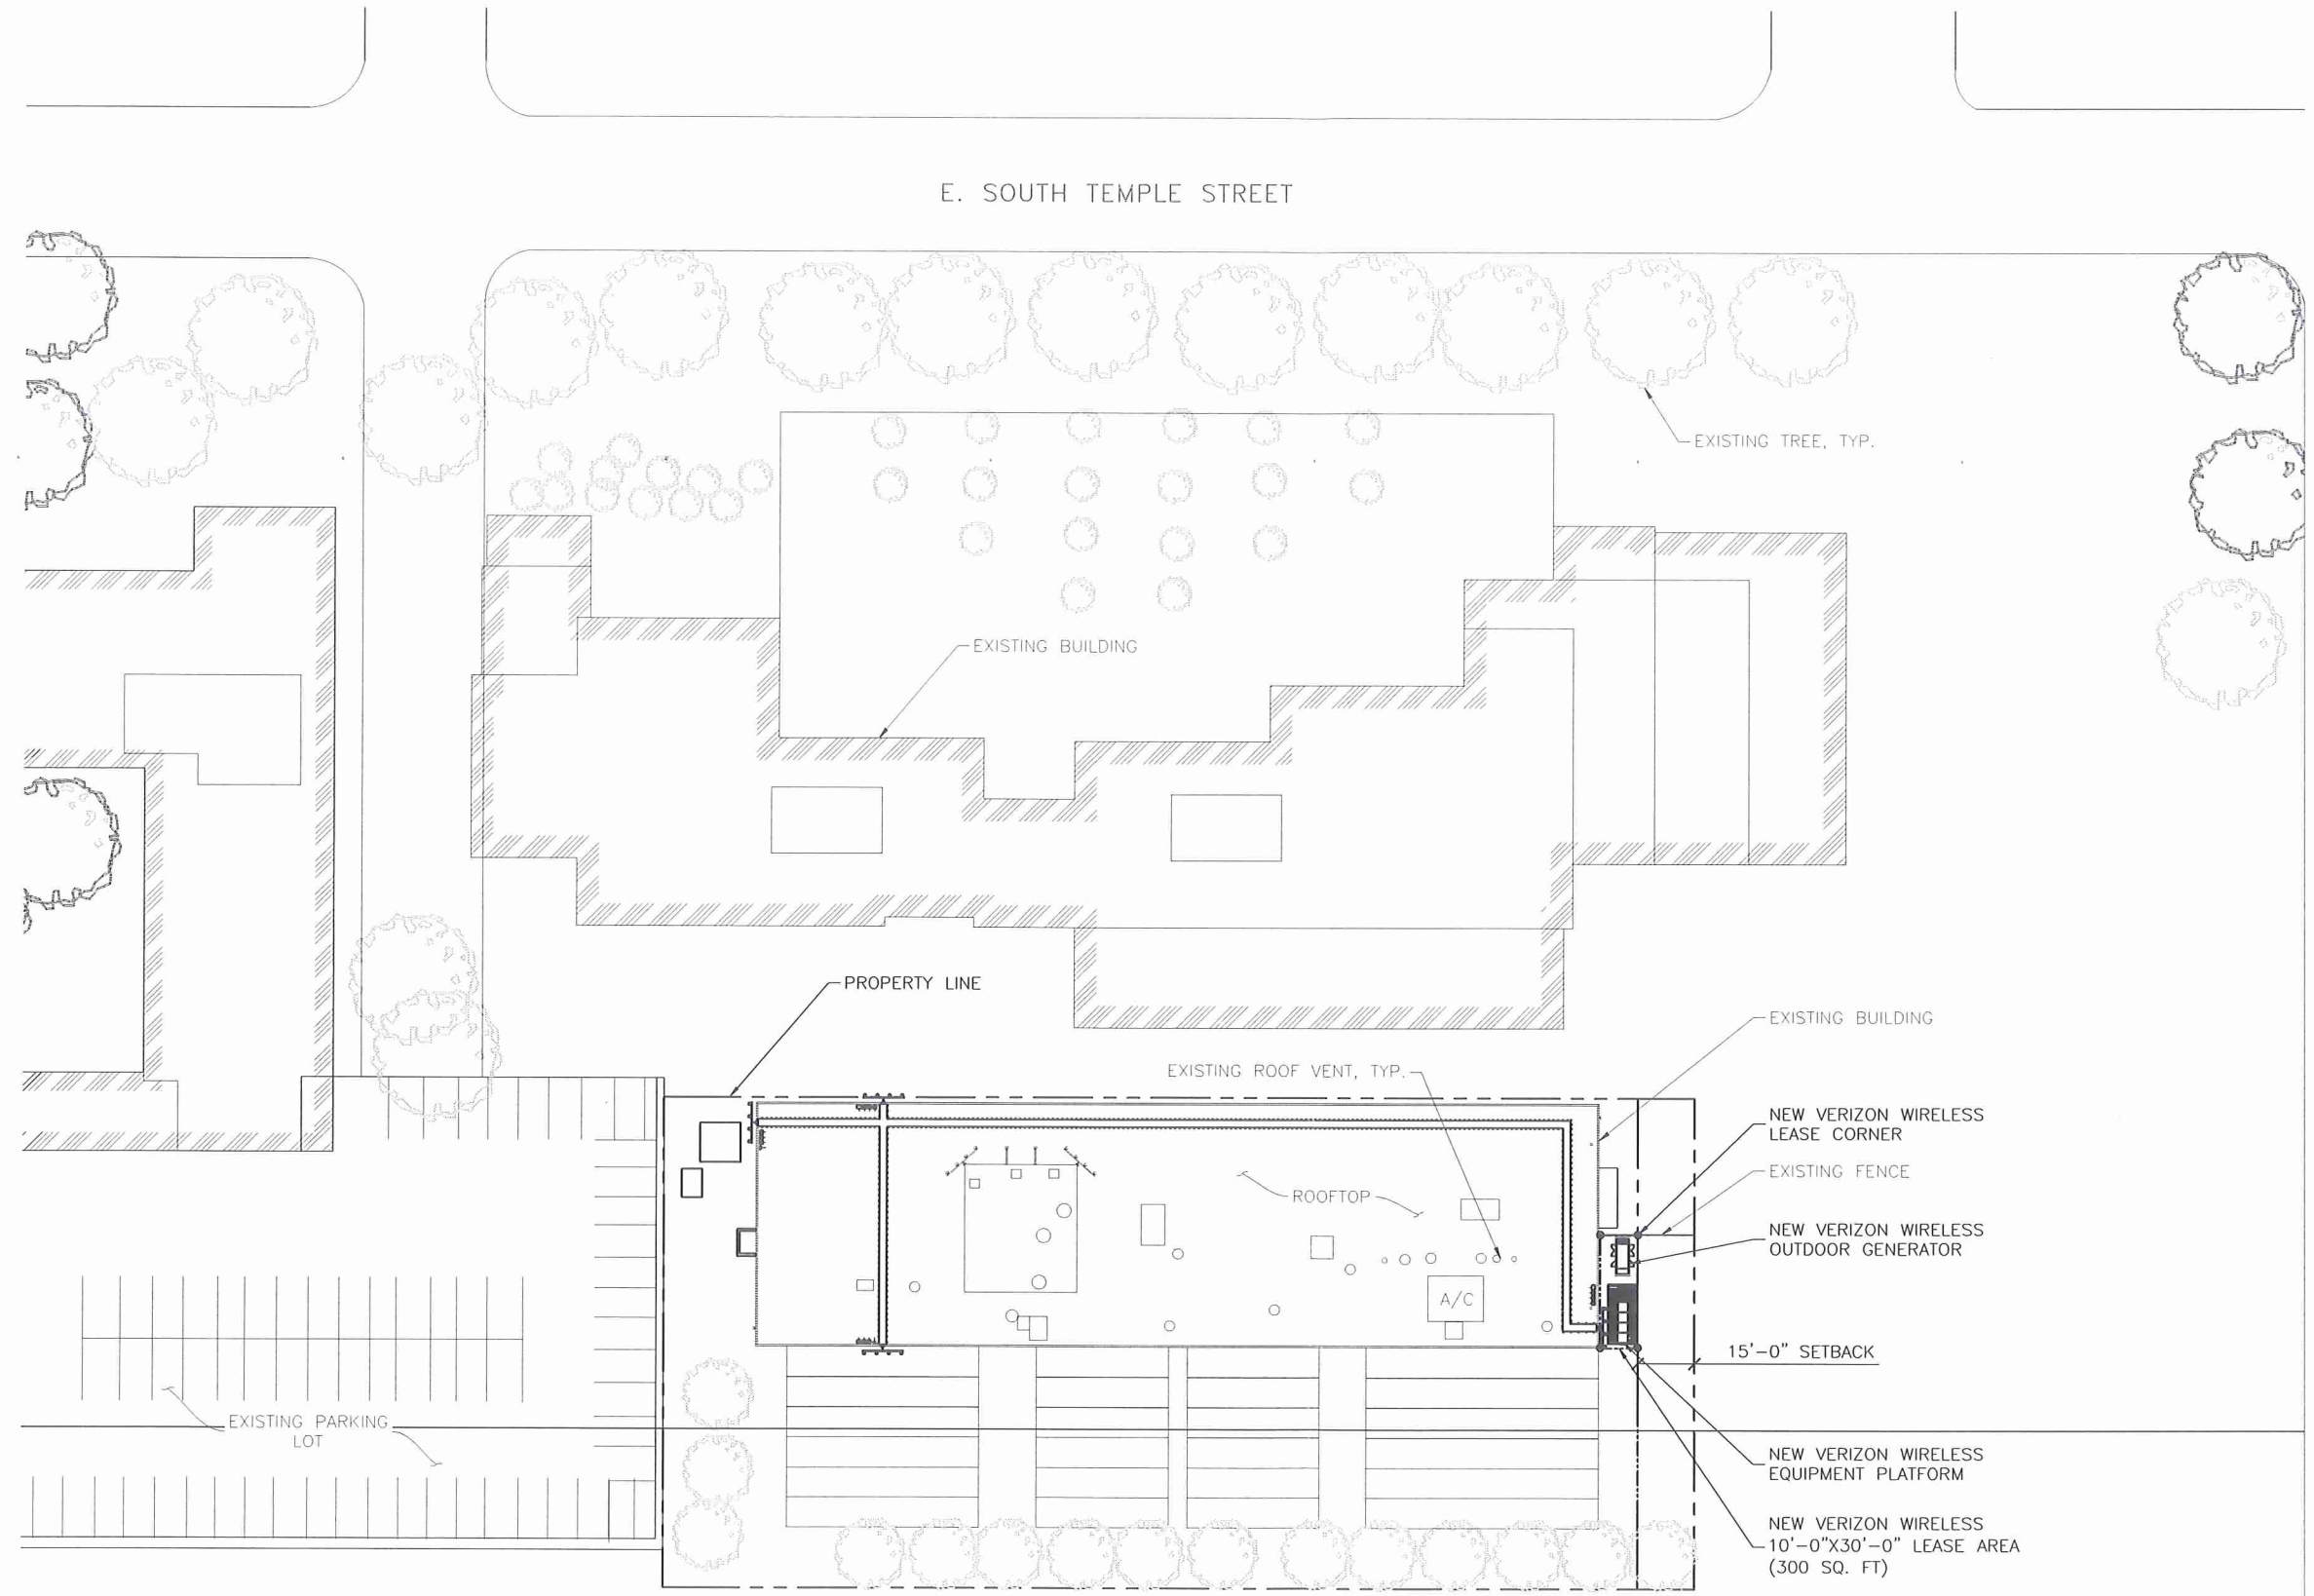 E. SOUTH TEMPLE STREET
EXISTING TREE, TYP.
EXISTING BUILDING
PROPERTY LINE
EXISTING BUILDING
EXISTING ROOF VENT, TYP.
NEW VERIZON WIRELESS
LEASE CORNER
EXISTING FENCE
ROOFTOP
NEW VERIZON WIRELESS
OUTDOOR GENERATOR
A/C
15'-0" SETBACK
EXISTING PARKING
LOT
NEW VERIZON WIRELESS
EQUIPMENT PLATFORM
NEW VERIZON WIRELESS
10'-0"X30'-0" LEASE AREA
(300 SQ. FT)